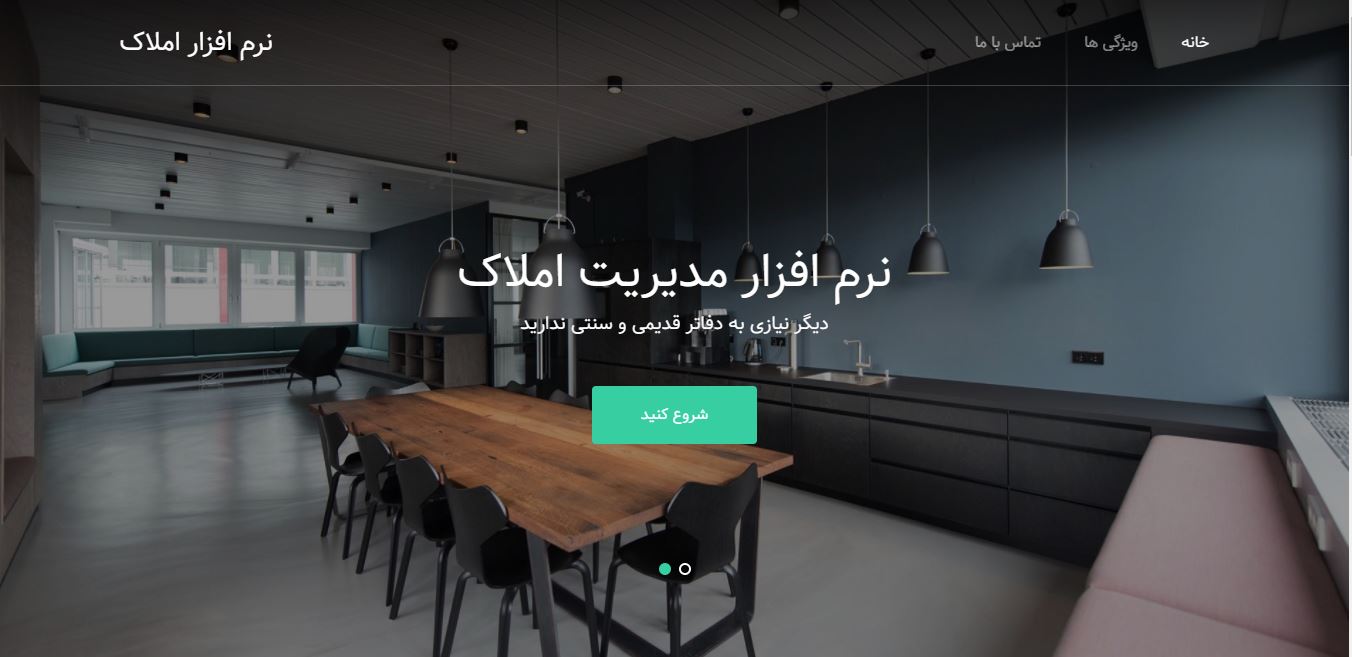 خانه
ویژگی ها
تماس با ما
نرم افزار املاک
نرم افزار مدیریت املاک
دیگر نیازی به دفاتر قدیمی و سنتی ندارید
شروع کنید